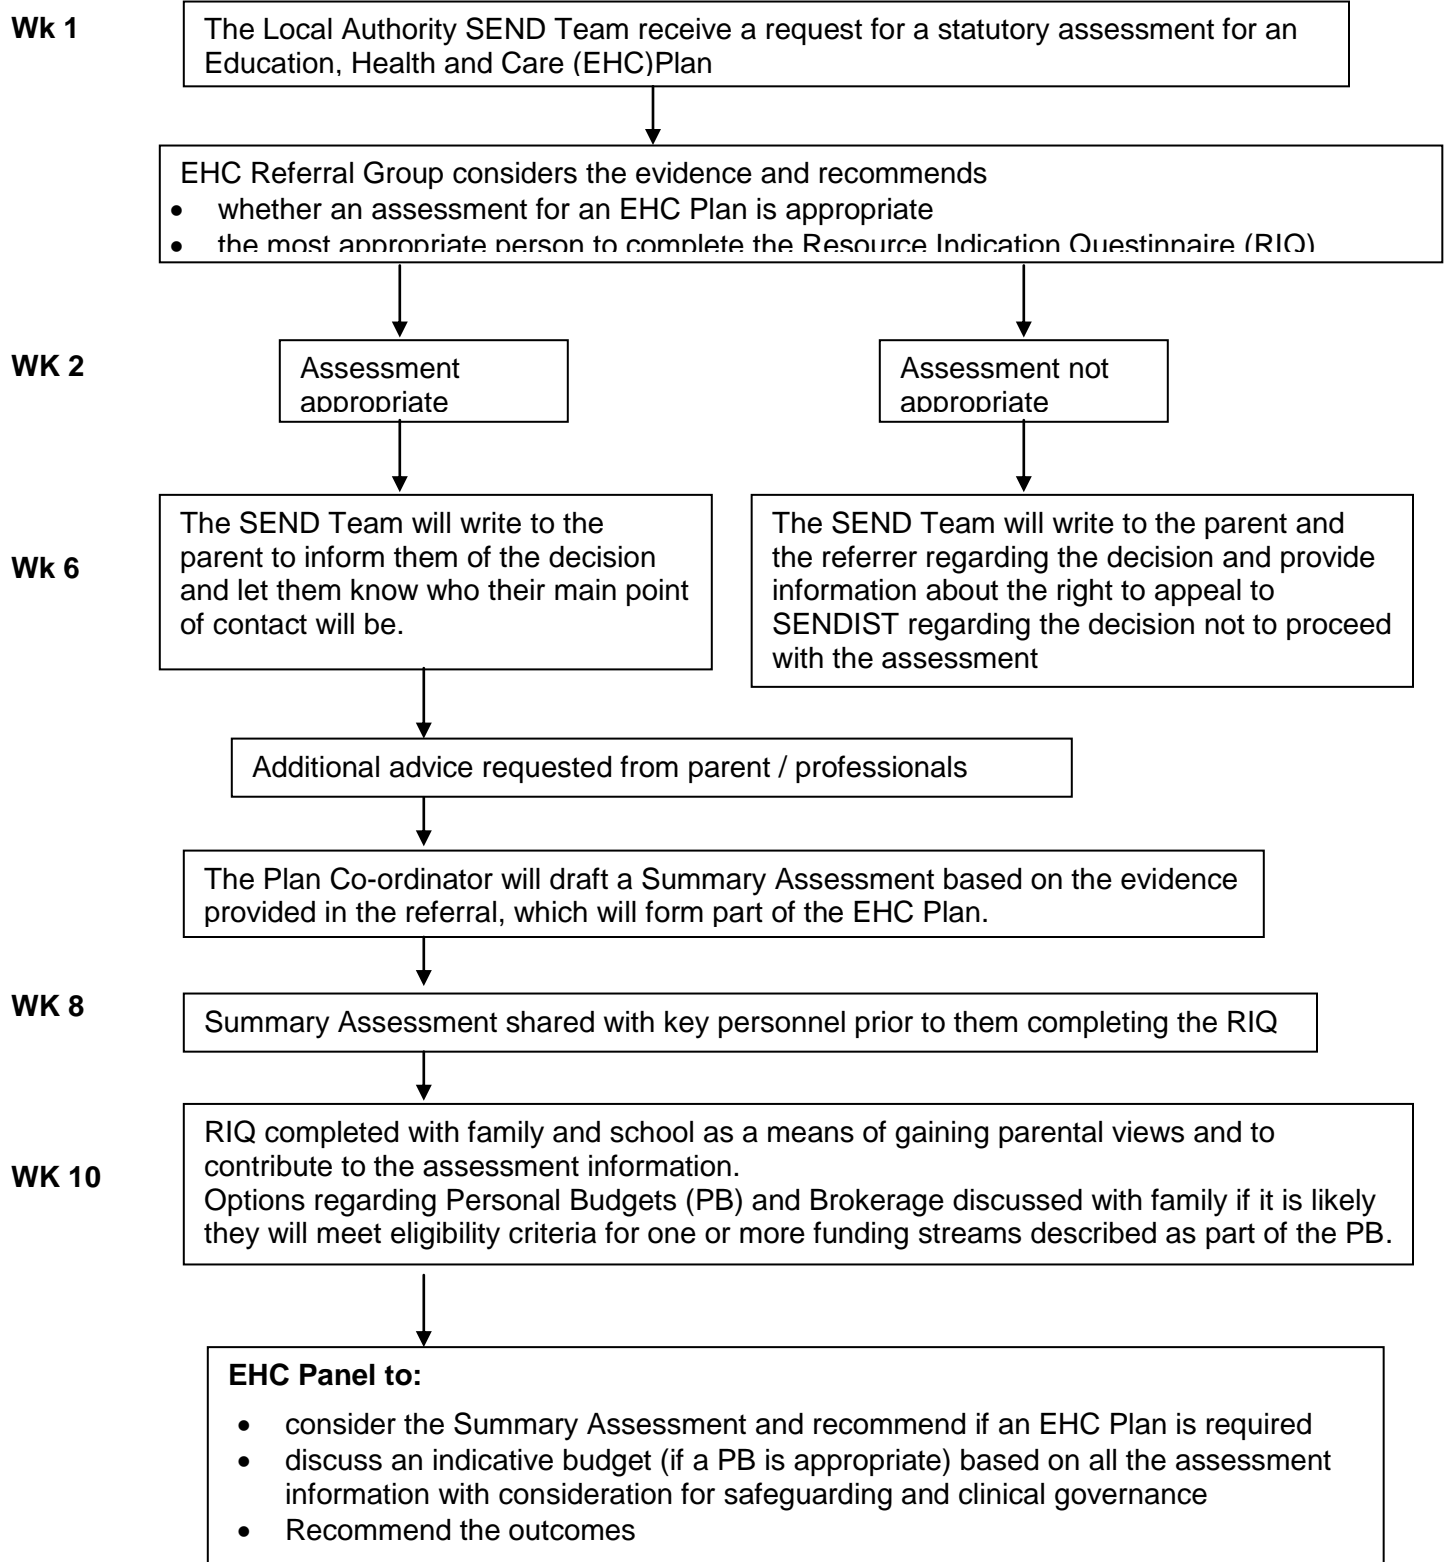 Wk 1
The Local Authority SEND Team receive a request for a statutory assessment for an
Education, Health and Care (EHC)Plan
EHC Referral Group considers the evidence and recommends
• whether an assessment for an EHC Plan is appropriate
• the most appropriate person to complete the Resource Indication Questinnaire (RIQ)
WK 2
Assessment
appropriate
Assessment not
appropriate
Wk 6
The SEND Team will write to the
parent to inform them of the decision
and let them know who their main point
of contact will be.
The SEND Team will write to the parent and
the referrer regarding the decision and provide
information about the right to appeal to
SENDIST regarding the decision not to proceed
with the assessment
Additional advice requested from parent / professionals
The Plan Co-ordinator will draft a Summary Assessment based on the evidence
provided in the referral, which will form part of the EHC Plan.
WK 8
Summary Assessment shared with key personnel prior to them completing the RIQ
WK 10
RIQ completed with family and school as a means of gaining parental views and to
contribute to the assessment information.
Options regarding Personal Budgets (PB) and Brokerage discussed with family if it is likely
they will meet eligibility criteria for one or more funding streams described as part of the PB.
EHC Panel to:
• consider the Summary Assessment and recommend if an EHC Plan is required
• discuss an indicative budget (if a PB is appropriate) based on all the assessment
information with consideration for safeguarding and clinical governance
• Recommend the outcomes